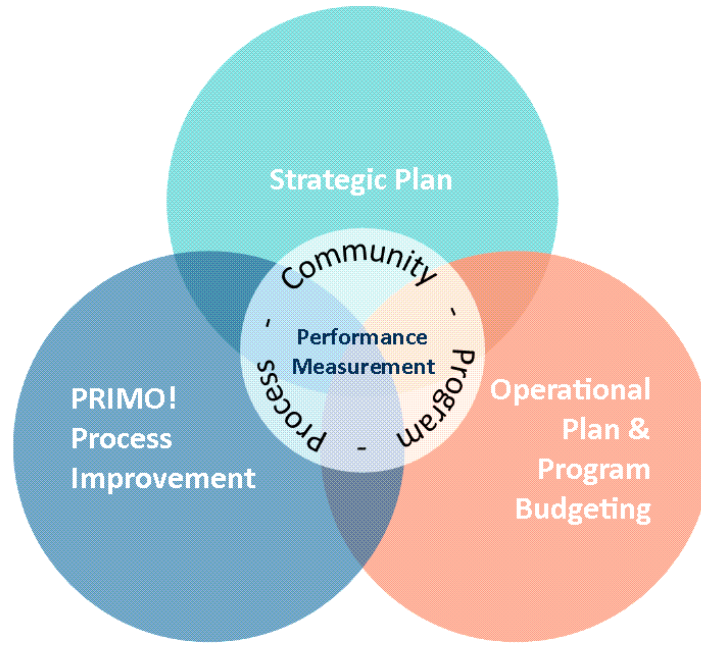 Strategic Plan
Community - Program - Process -
Performance
Measurement
PRIMO!
Process
Improvement
Operational
Plan &
Program
Budgeting